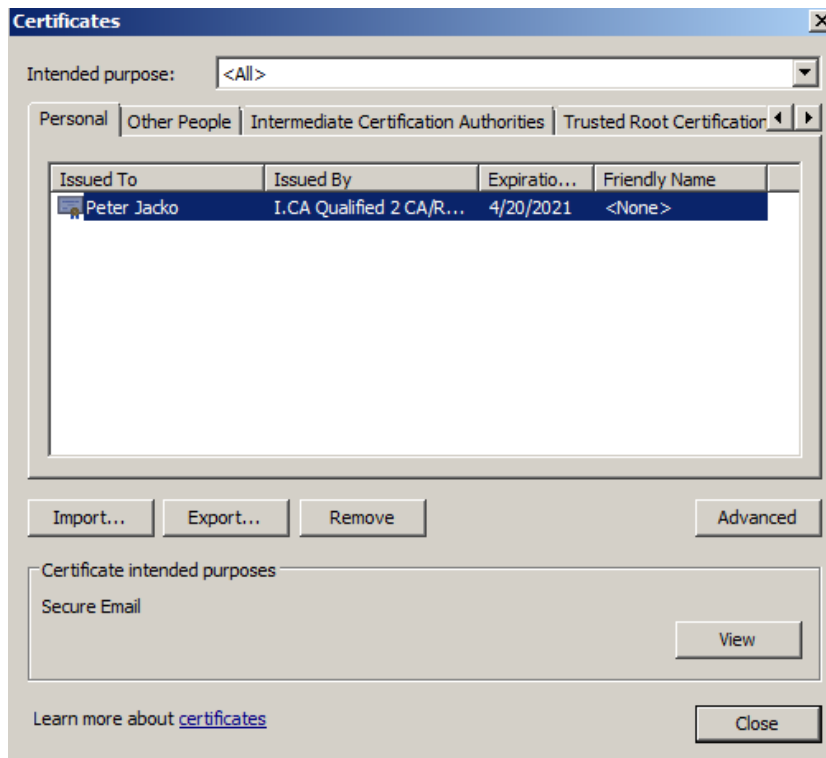 Certificates
Intended purpose: <All>
Personal Other People Intermediate Certification Authorities Trusted Root Certification
Issued To Issued By Expiratio... Friendly Name
Peter Jacko I.CA Qualified 2 CA/R... 4/20/2021 <None>
Import... Export... Remove Advanced
Certificate intended purposes
Secure Email
View
Learn more about certificates
Close